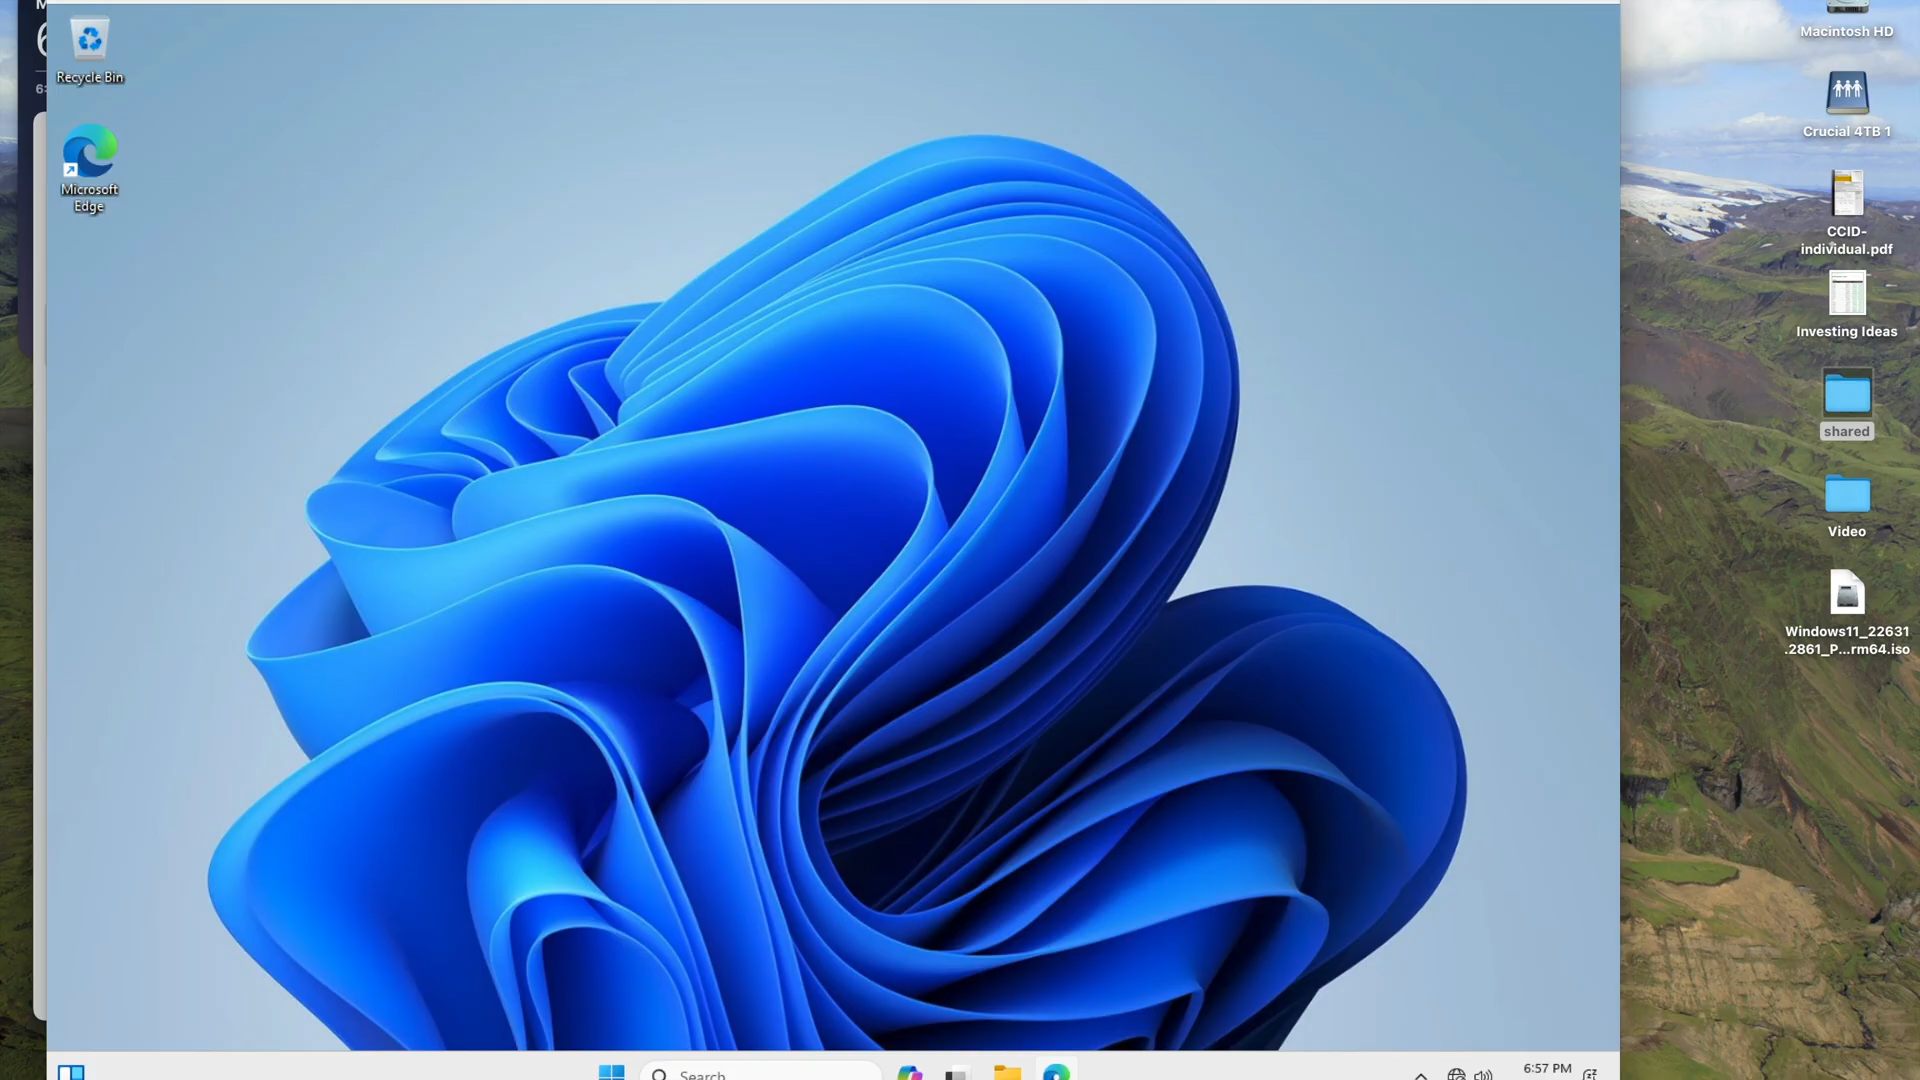 Recycle Bin
Microsoft
Edge
Macintosh HD
Crucial 4TB 1
CCID-
individual.pdf
Investing Ideas
shared
Video
Windows11_22631
.2861_P...rm64.iso
Search
6:57 PM